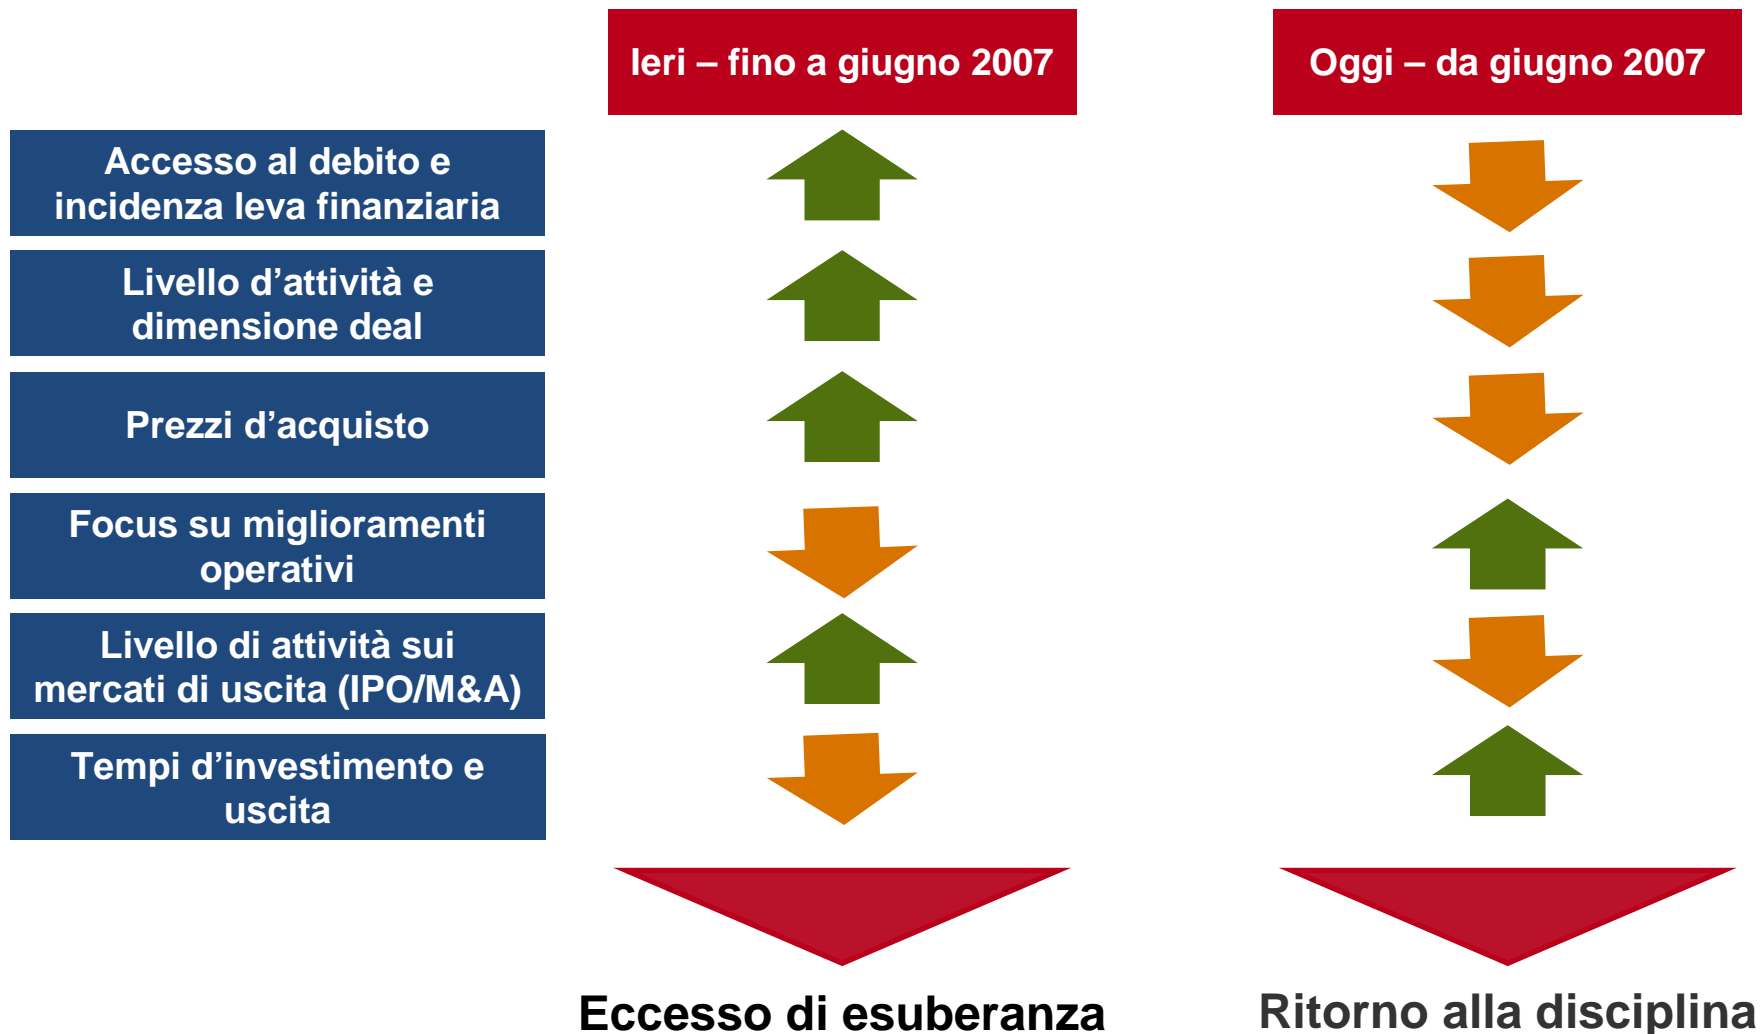 Ieri – fino a giugno 2007
Oggi – da giugno 2007
Accesso al debito e
incidenza leva finanziaria
Livello d’attività e
dimensione deal
Prezzi d’acquisto
Focus su miglioramenti
operativi
Livello di attività sui
mercati di uscita (IPO/M&A)
Tempi d’investimento e
uscita
Eccesso di esuberanza
Ritorno alla disciplina